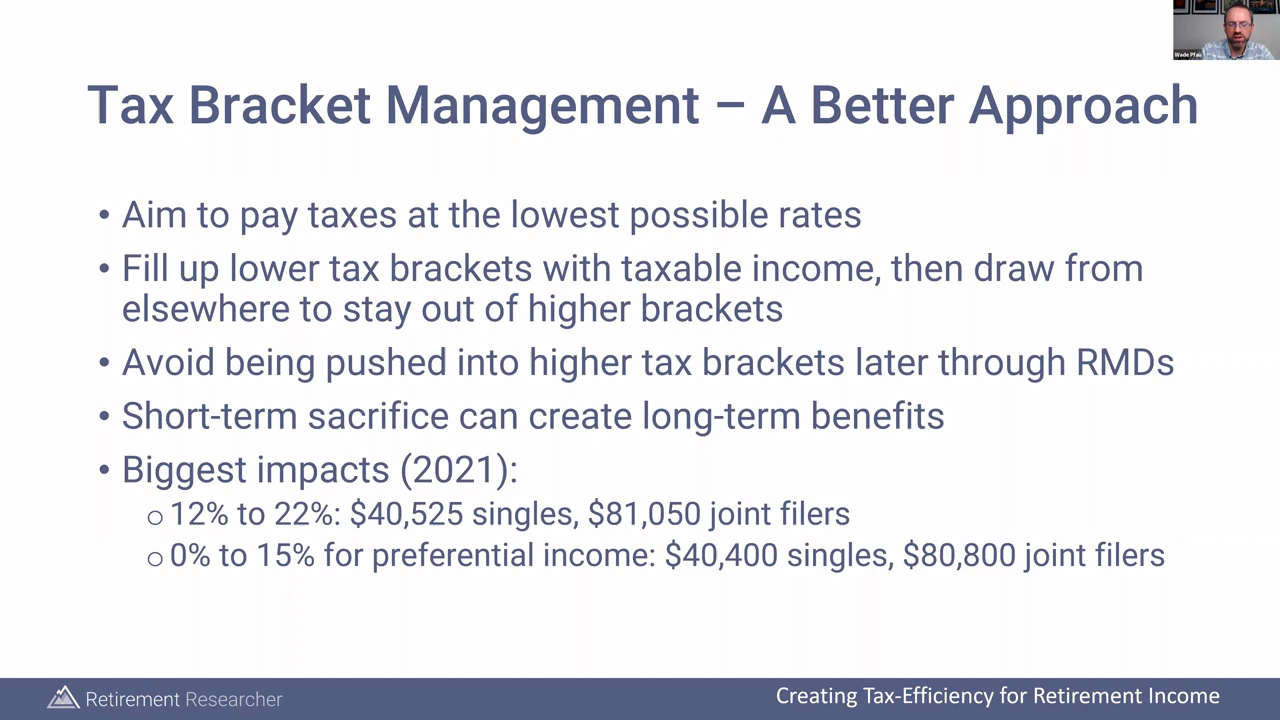 Wade Pfau
Tax Bracket Management – A Better Approach
• Aim to pay taxes at the lowest possible rates
• Fill up lower tax brackets with taxable income, then draw from
elsewhere to stay out of higher brackets
• Avoid being pushed into higher tax brackets later through RMDs
• Short-term sacrifice can create long-term benefits
• Biggest impacts (2021):
o 12% to 22%: $40,525 singles, $81,050 joint filers
o 0% to 15% for preferential income: $40,400 singles, $80,800 joint filers
Retirement Researcher
Creating Tax-Efficiency for Retirement Income